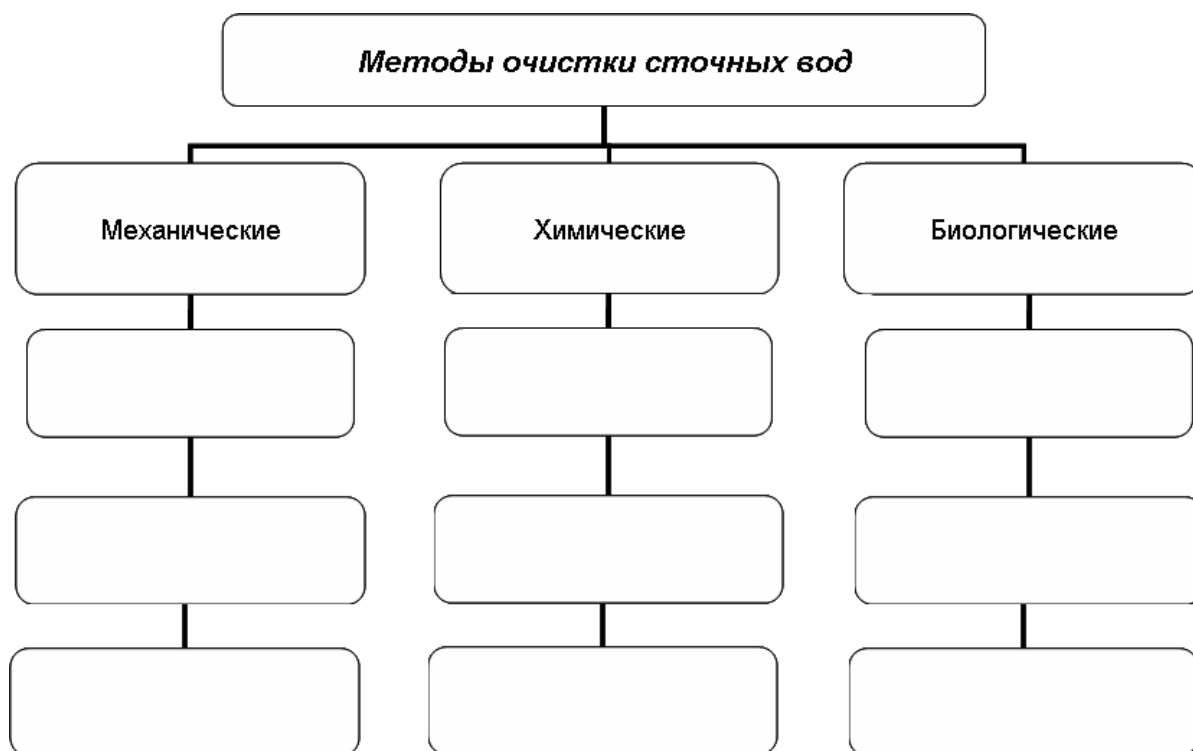 Методы очистки сточных вод
Механические
Химические
Биологические